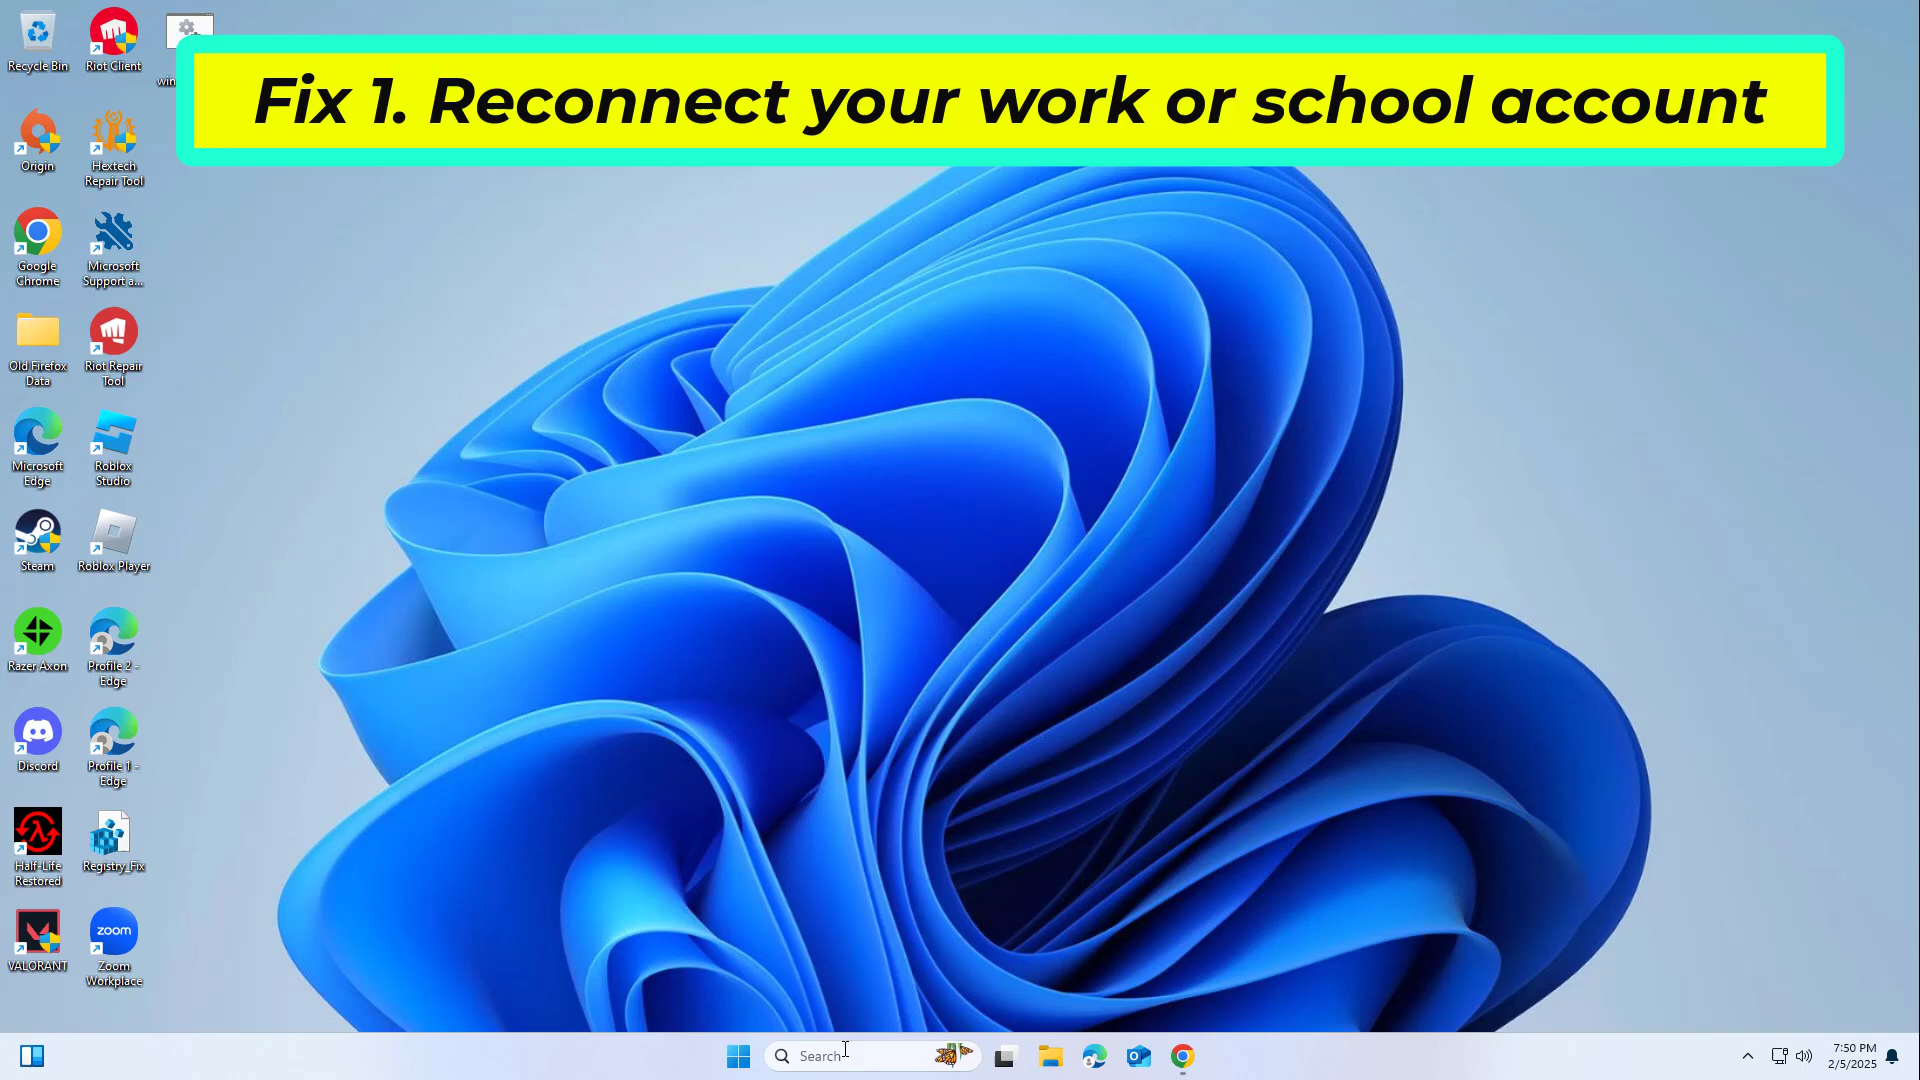 Fix 1. Reconnect your work or school account
Recycle Bin
Riot Client
win
Origin
Hextech
Repair Tool
Google
Chrome
Microsoft
Support a...
Old Firefox
Data
Riot Repair
Tool
Microsoft
Edge
Roblox
Studio
Steam
Roblox Player
Razer Axon
Profile 2 -
Edge
Discord
Profile 1 -
Edge
Half-Life
Restored
Registry_Fix
VALORANT
zoom
Zoom
Workplace
Search
7:50 PM
2/5/2025